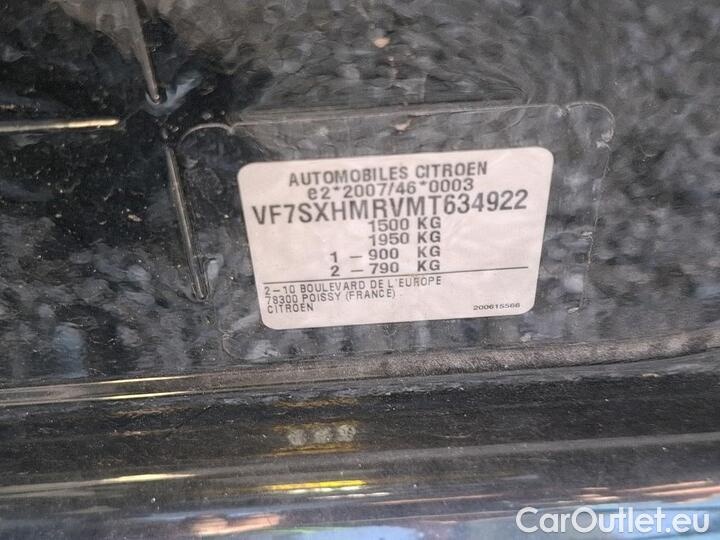 AUTOMOBILES CITROEN
e2*2007/46*0003
VF7SXHMRVMT634922
1500 KG
1950 KG
1 – 900 KG
2 – 790 KG
2–10 BOULEVARD DE L'EUROPE
78300 POISSY (FRANCE)
CITROEN
200615566
CarOutlet.eu